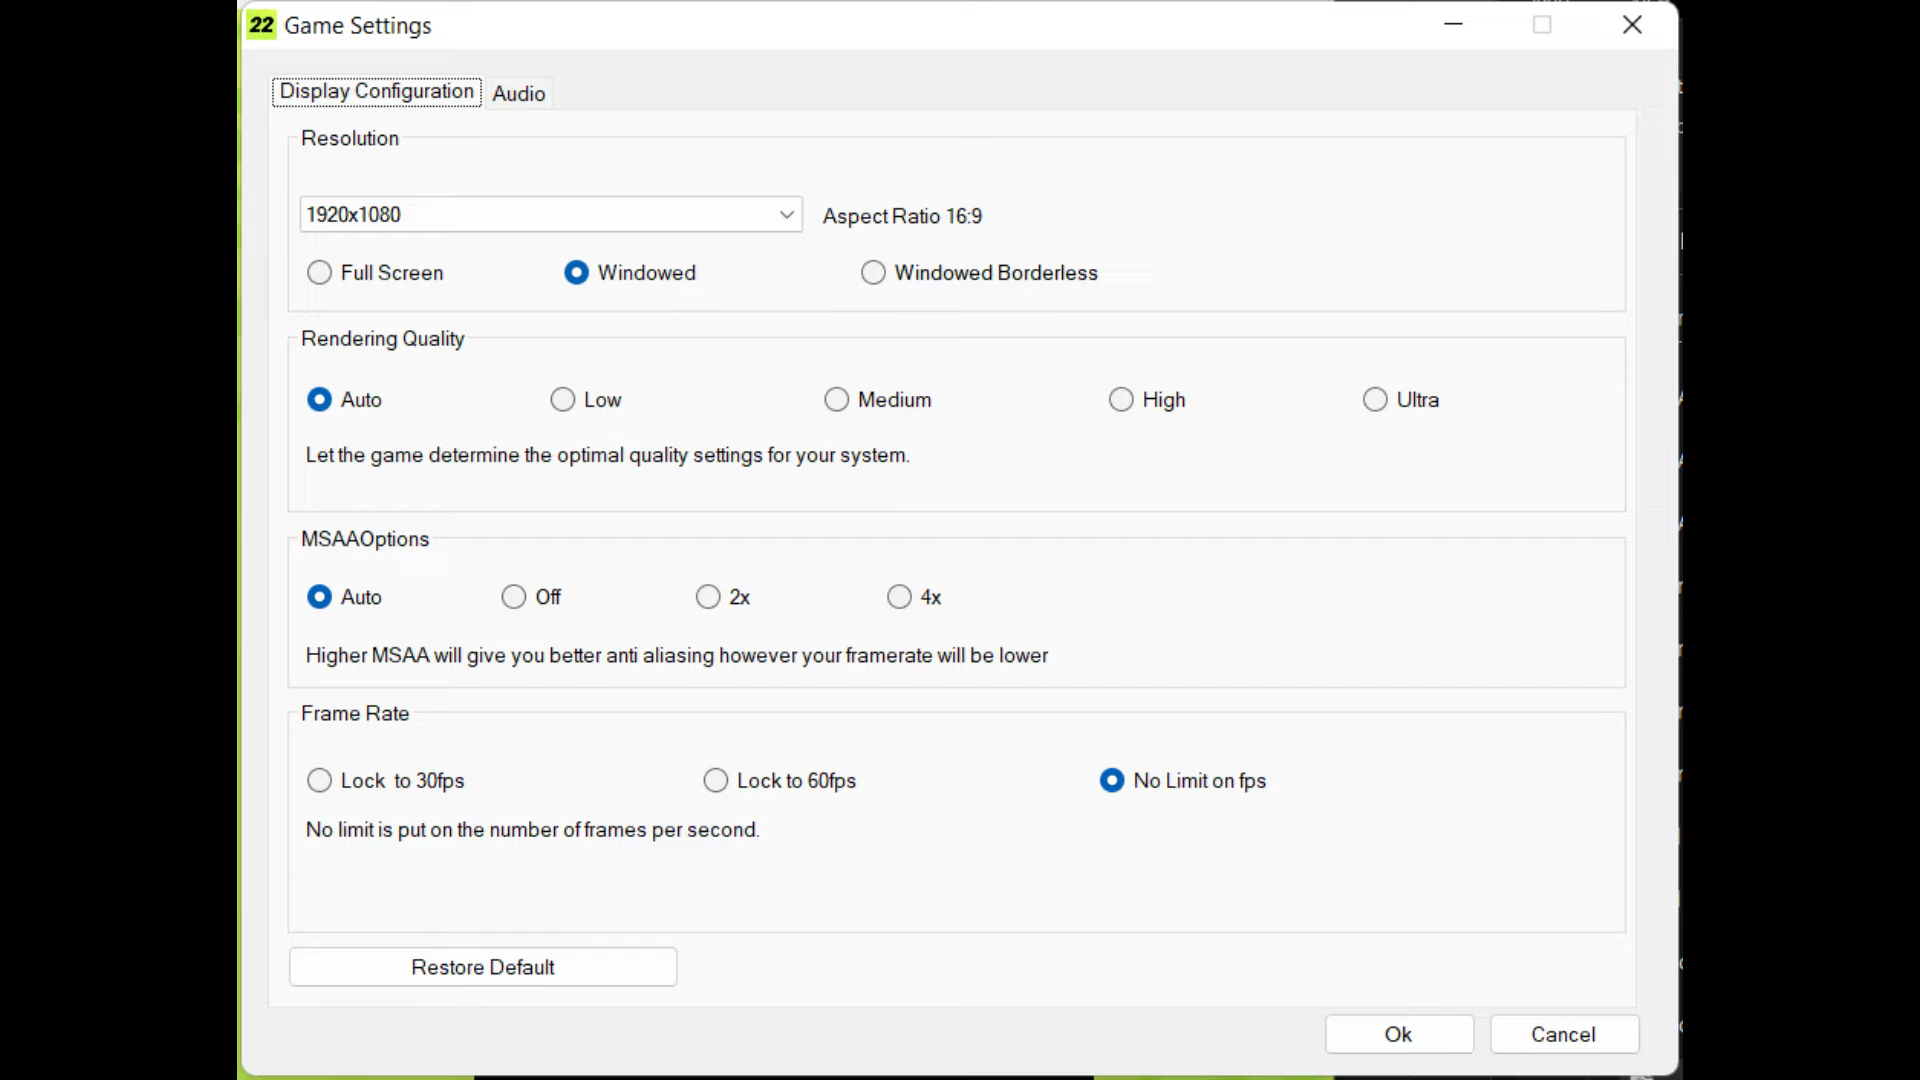 22 Game Settings
Display Configuration Audio
Resolution
1920x1080 Aspect Ratio 16:9
Full Screen Windowed Windowed Borderless
Rendering Quality
Auto Low Medium High Ultra
Let the game determine the optimal quality settings for your system.
MSAAOptions
Auto Off 2x 4x
Higher MSAA will give you better anti aliasing however your framerate will be lower
Frame Rate
Lock to 30fps Lock to 60fps No Limit on fps
No limit is put on the number of frames per second.
Restore Default
Ok Cancel